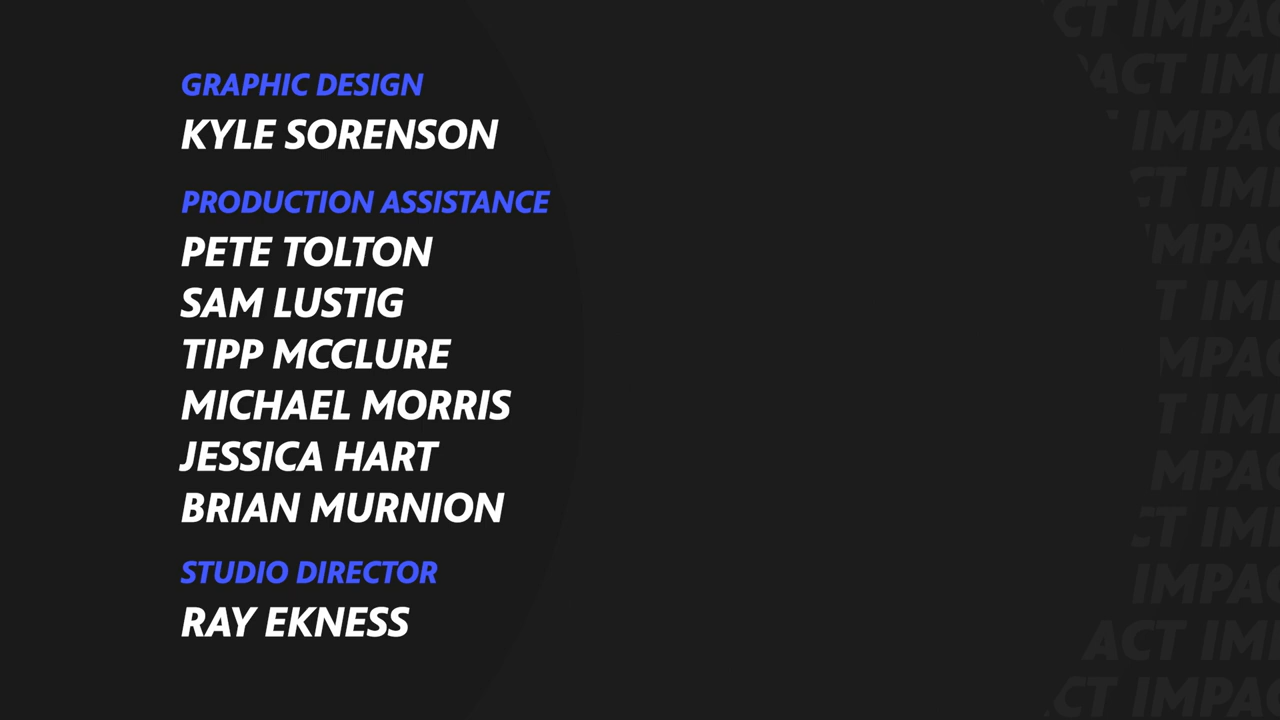 GRAPHIC DESIGN
KYLE SORENSON
PRODUCTION ASSISTANCE
PETE TOLTON
SAM LUSTIG
TIPP MCCLURE
MICHAEL MORRIS
JESSICA HART
BRIAN MURNION
STUDIO DIRECTOR
RAY EKNESS